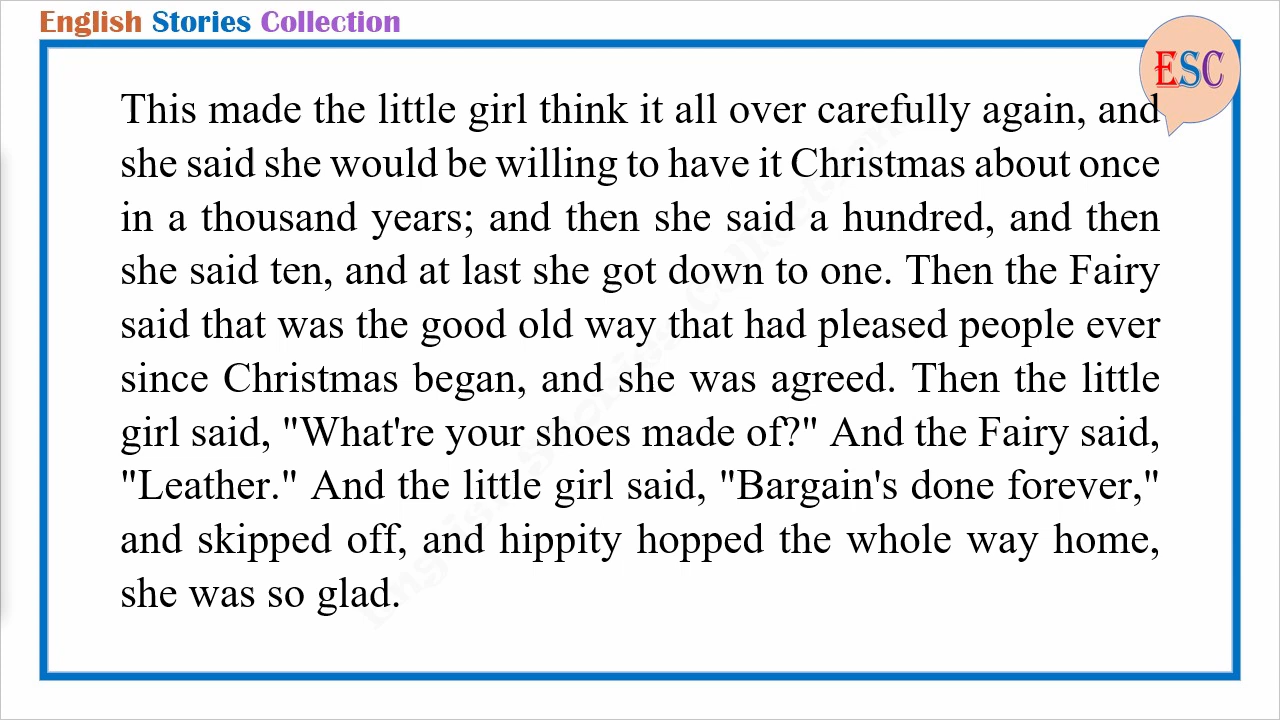 English Stories Collection
ESC
This made the little girl think it all over carefully again, and
she said she would be willing to have it Christmas about once
in a thousand years; and then she said a hundred, and then
she said ten, and at last she got down to one. Then the Fairy
said that was the good old way that had pleased people ever
since Christmas began, and she was agreed. Then the little
girl said, "What're your shoes made of?" And the Fairy said,
"Leather." And the little girl said, "Bargain's done forever,"
and skipped off, and hippity hopped the whole way home,
she was so glad.
English Stories Collection